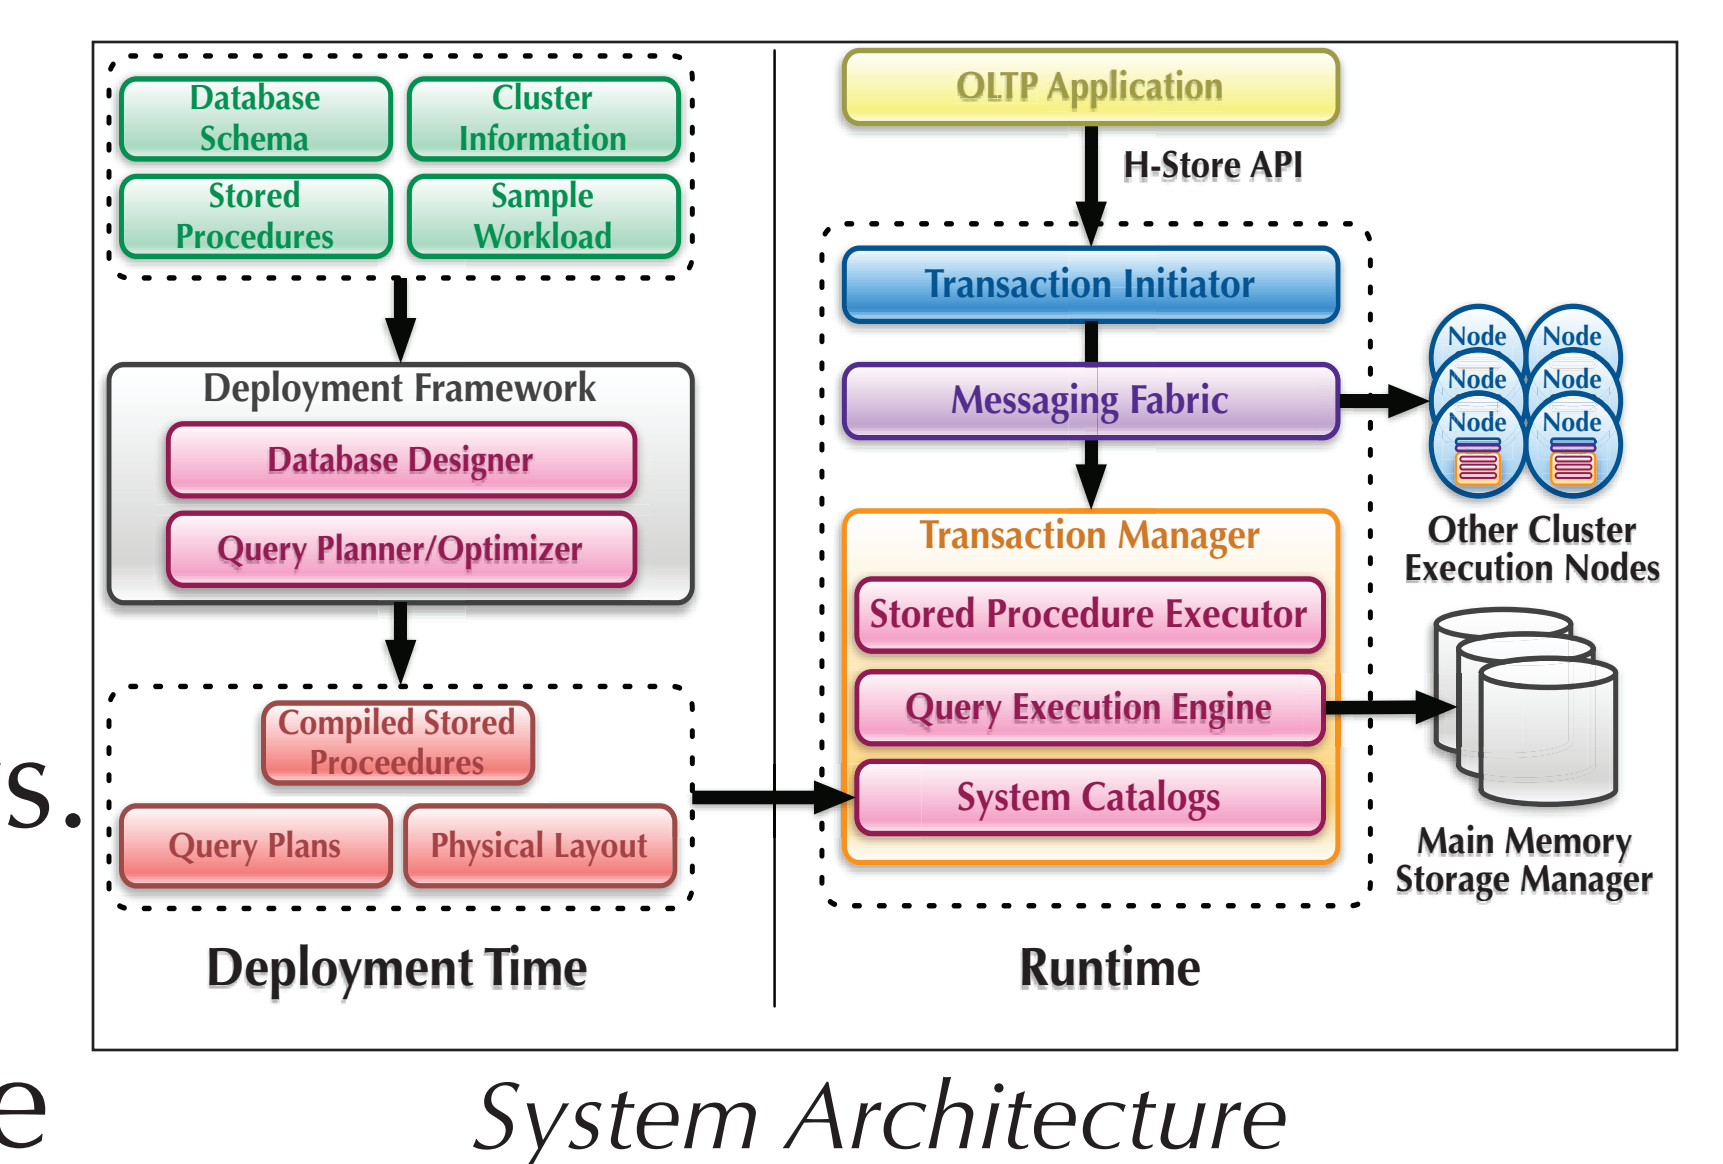 Database
Schema
Cluster
Information
Stored
Procedures
Sample
Workload
Deployment Framework
Database Designer
Query Planner/Optimizer
Compiled Stored
Proceedures
Query Plans
Physical Layout
Deployment Time
OLTP Application
H-Store API
Transaction Initiator
Messaging Fabric
Transaction Manager
Stored Procedure Executor
Query Execution Engine
System Catalogs
Runtime
Node
Node
Node
Node
Node
Node
Other Cluster
Execution Nodes
Main Memory
Storage Manager
s.
e
System Architecture